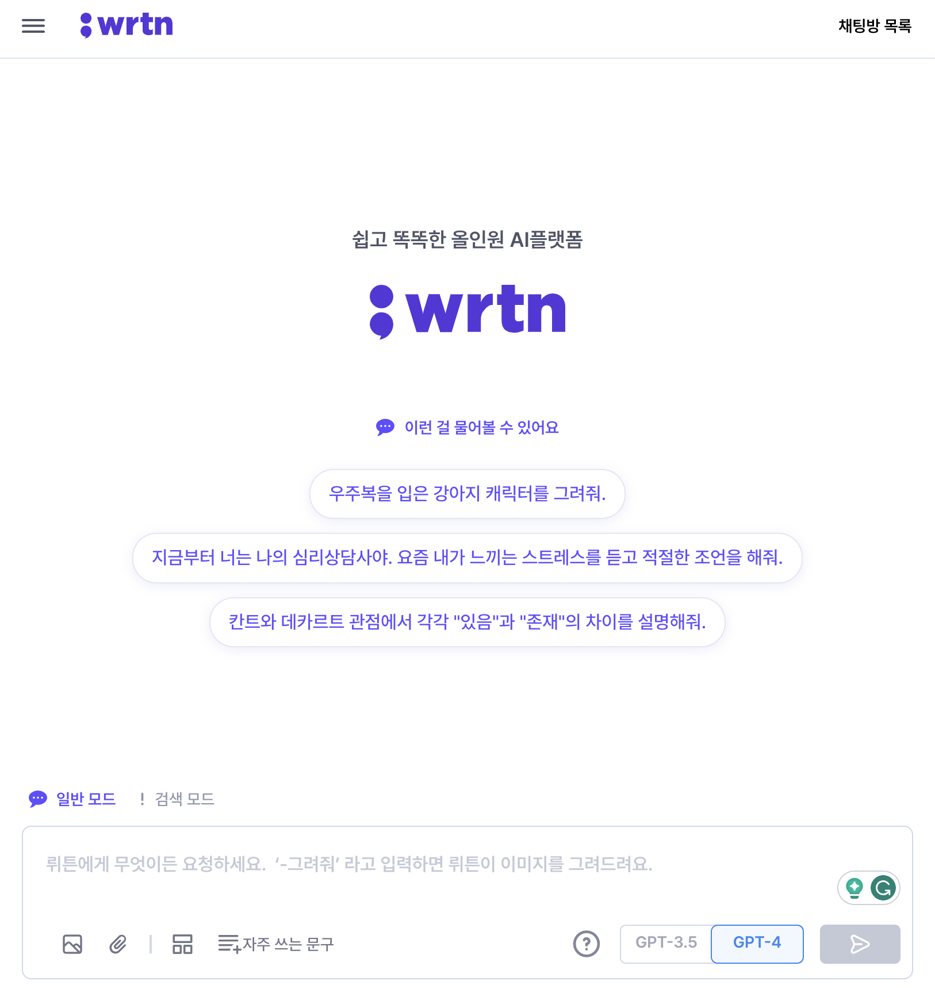 wrtn
채팅방 목록
쉽고 똑똑한 올인원 AI플랫폼
wrtn
이런 걸 물어볼 수 있어요
우주복을 입은 강아지 캐릭터를 그려줘.
지금부터 너는 나의 심리상담사야. 요즘 내가 느끼는 스트레스를 듣고 적절한 조언을 해줘.
칸트와 데카르트 관점에서 각각 "있음"과 "존재"의 차이를 설명해줘.
일반 모드 ! 검색 모드
뤼튼에게 무엇이든 요청하세요. ‘-그려줘’ 라고 입력하면 뤼튼이 이미지를 그려드려요.
자주 쓰는 문구 ? GPT-3.5 GPT-4